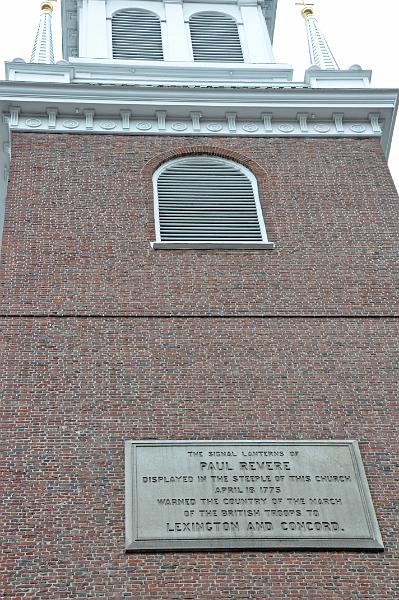 THE SIGNAL LANTERNS OF
PAUL REVERE
DISPLAYED IN THE STEEPLE OF THIS CHURCH
APRIL 18 1775
WARNED THE COUNTRY OF THE MARCH
OF THE BRITISH TROOPS TO
LEXINGTON AND CONCORD.